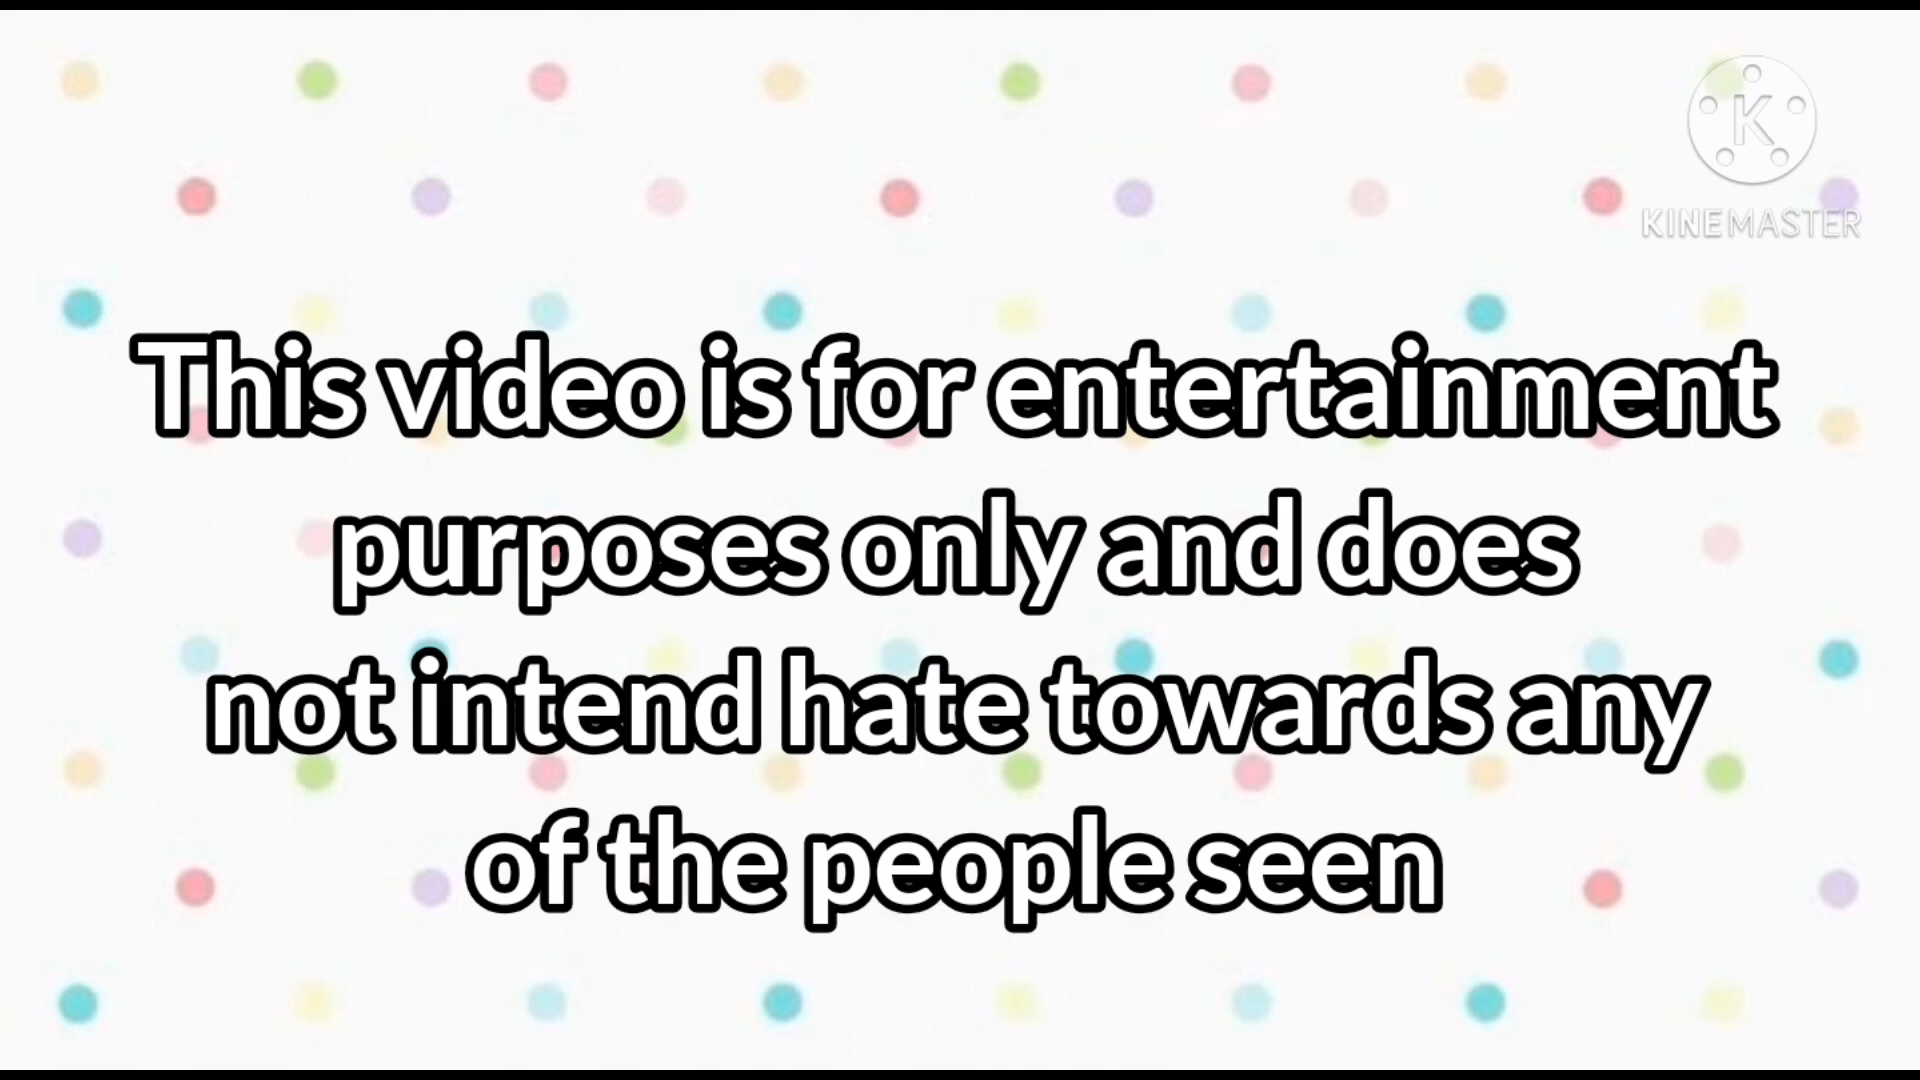 K
KINEMASTER
This video is for entertainment
purposes only and does
not intend hate towards any
of the people seen